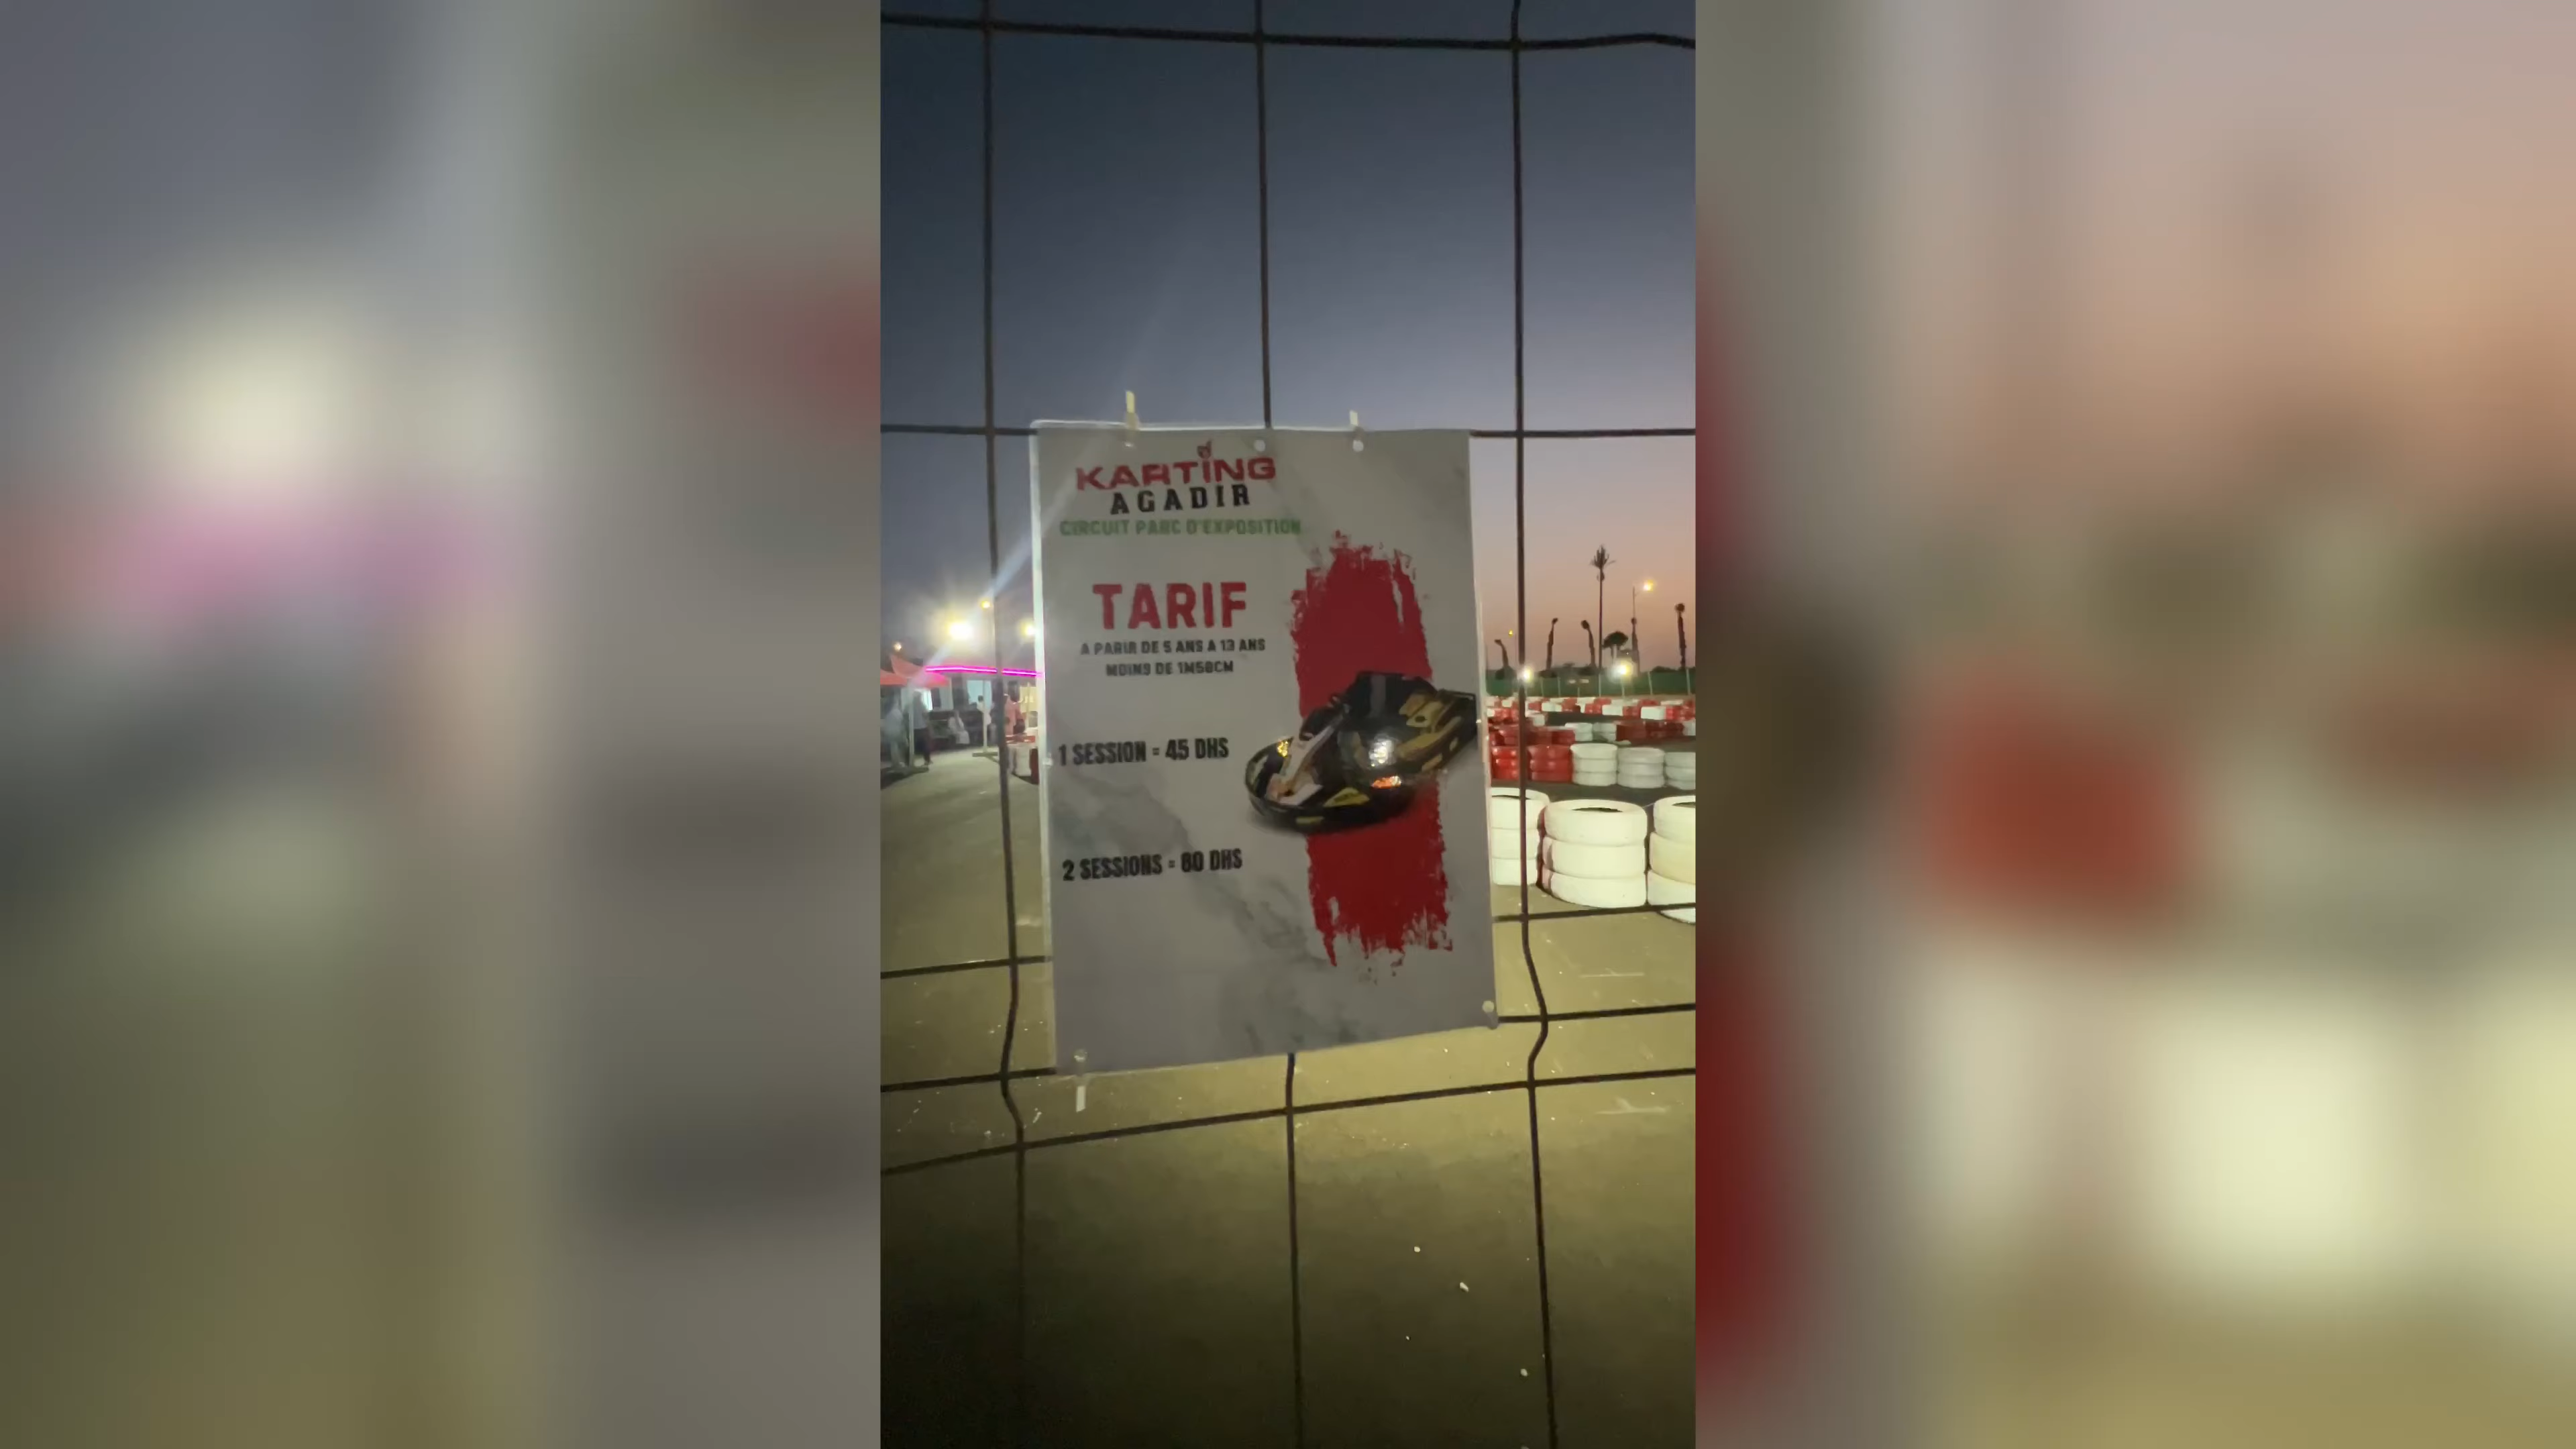 KARTING
AGADIR
CIRCUIT PARC D'EXPOSITION
TARIF
A PARIR DE 5 ANS A 13 ANS
MOINS DE 1M50CM
1 SESSION = 45 DHS
2 SESSIONS = 80 DHS